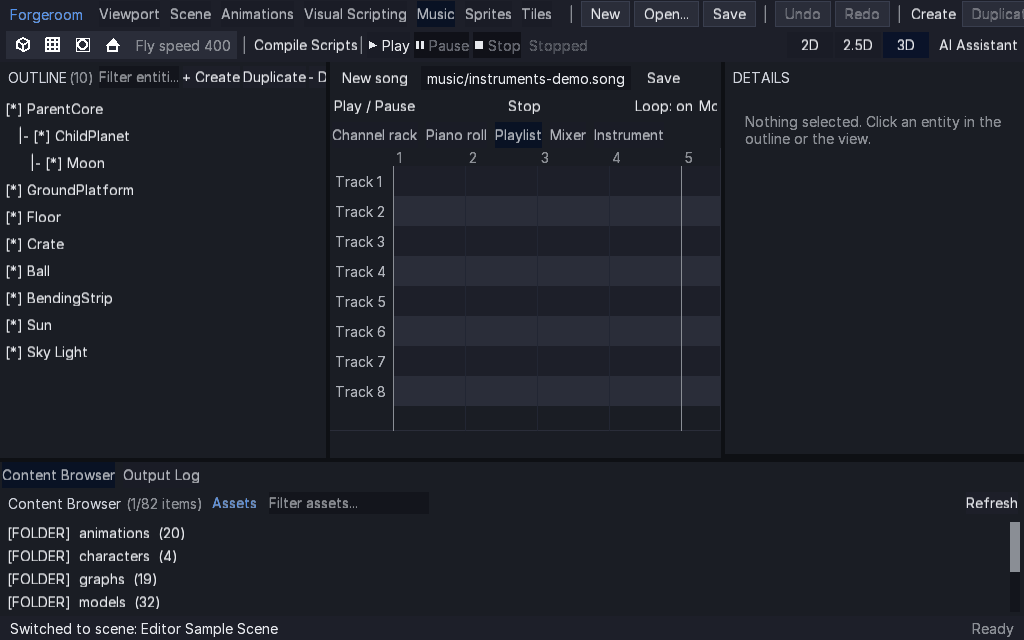 Forgeroom Viewport Scene Animations Visual Scripting Music Sprites Tiles | New Open... Save | Undo Redo | Create Duplicat
Fly speed 400 | Compile Scripts | Play Pause Stop Stopped 2D 2.5D 3D AI Assistant
OUTLINE (10) Filter entiti... + Create Duplicate - D
[*] ParentCore
|- [*] ChildPlanet
|- [*] Moon
[*] GroundPlatform
[*] Floor
[*] Crate
[*] Ball
[*] BendingStrip
[*] Sun
[*] Sky Light
New song music/instruments-demo.song Save
Play / Pause Stop Loop: on Mo
Channel rack Piano roll Playlist Mixer Instrument
1 2 3 4 5
Track 1
Track 2
Track 3
Track 4
Track 5
Track 6
Track 7
Track 8
DETAILS
Nothing selected. Click an entity in the
outline or the view.
Content Browser Output Log
Content Browser (1/82 items) Assets Filter assets... Refresh
[FOLDER] animations (20)
[FOLDER] characters (4)
[FOLDER] graphs (19)
[FOLDER] models (32)
Switched to scene: Editor Sample Scene Ready